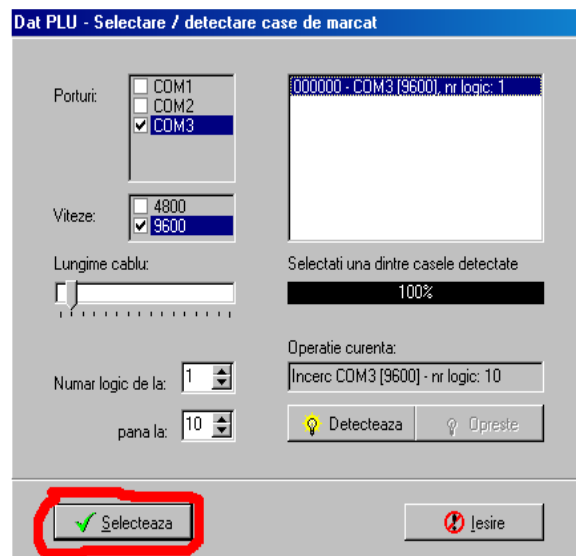 Dat PLU - Selectare / detectare case de marcat
Porturi:
COM1
COM2
COM3
000000 - COM3 [9600], nr logic: 1
Viteze:
4800
9600
Lungime cablu:
Selectati una dintre casele detectate
100%
Operatie curenta:
Numar logic de la: 1
Incerc COM3 [9600] - nr logic: 10
pana la: 10
Detecteaza
Opreste
Selecteaza
Iesire